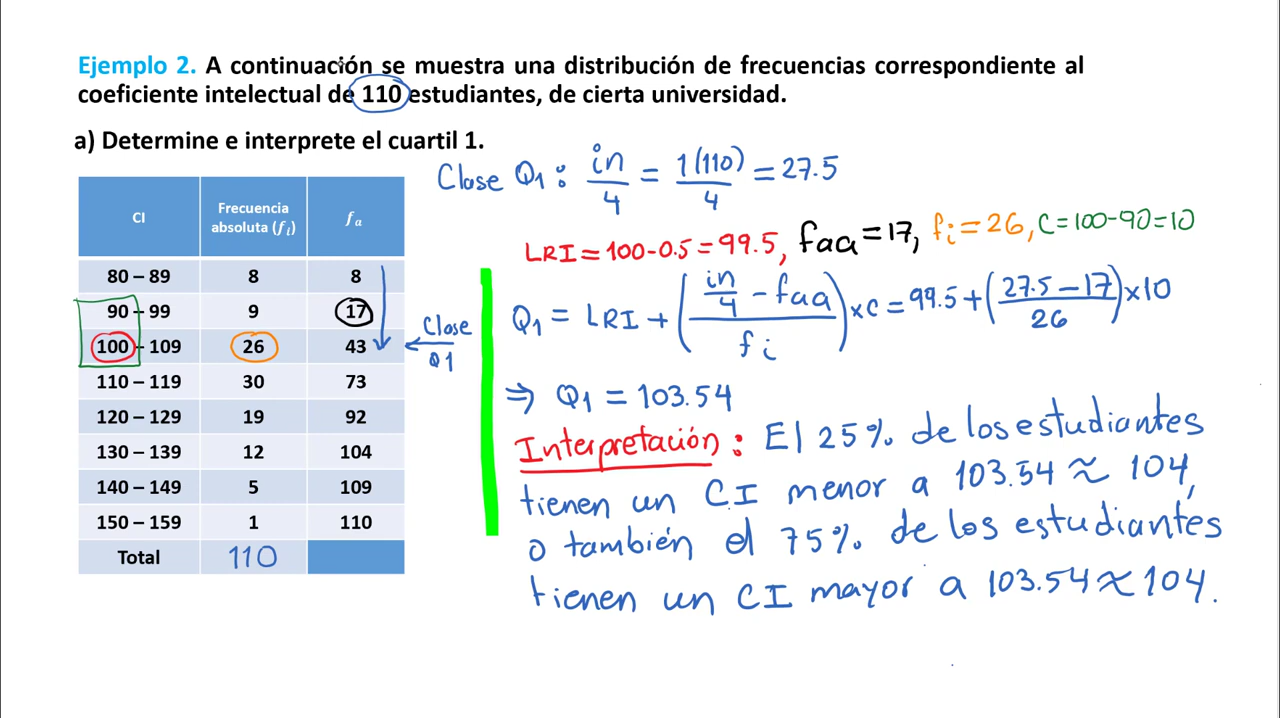 Ejemplo 2. A continuación se muestra una distribución de frecuencias correspondiente al
coeficiente intelectual de 110 estudiantes, de cierta universidad.
a) Determine e interprete el cuartil 1.
Clase Q1: in/4 = 1(110)/4 = 27.5
LRI = 100-0.5 = 99.5, faa = 17, fi = 26, C = 100-90 = 10
CI Frecuencia absoluta (fi) fa
80 – 89 8 8
90 – 99 9 17
100 – 109 26 43
110 – 119 30 73
120 – 129 19 92
130 – 139 12 104
140 – 149 5 109
150 – 159 1 110
Total 110
Clase
Q1
Q1 = LRI + ((in/4 - faa)/fi) × C = 99.5 + ((27.5 - 17)/26) × 10
⇒ Q1 = 103.54
Interpretación: El 25% de los estudiantes
tienen un CI menor a 103.54 ≈ 104,
o también el 75% de los estudiantes
tienen un CI mayor a 103.54 ≈ 104.